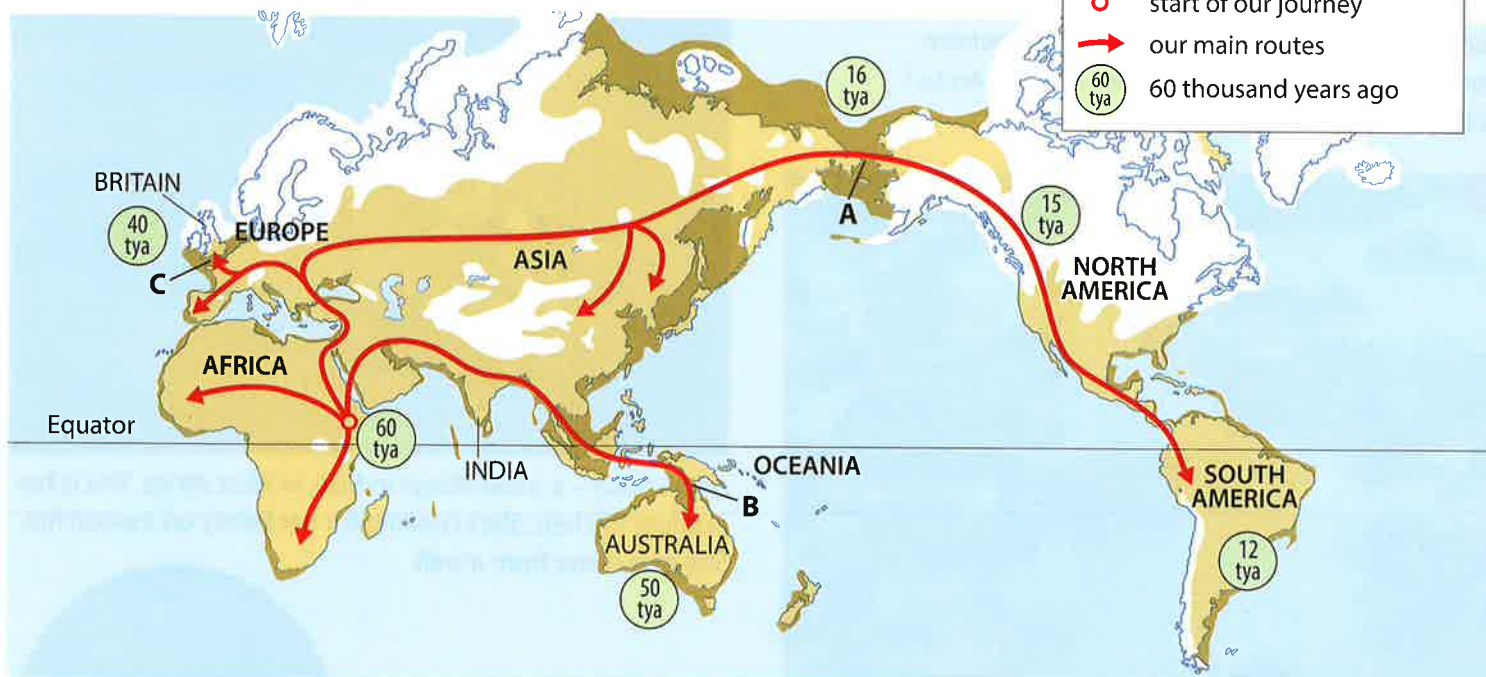 start of our journey
our main routes
60
tya
60 thousand years ago
16
tya
BRITAIN
40
tya
EUROPE
C
ASIA
A
15
tya
NORTH
AMERICA
AFRICA
Equator
60
tya
INDIA
OCEANIA
B
AUSTRALIA
50
tya
SOUTH
AMERICA
12
tya